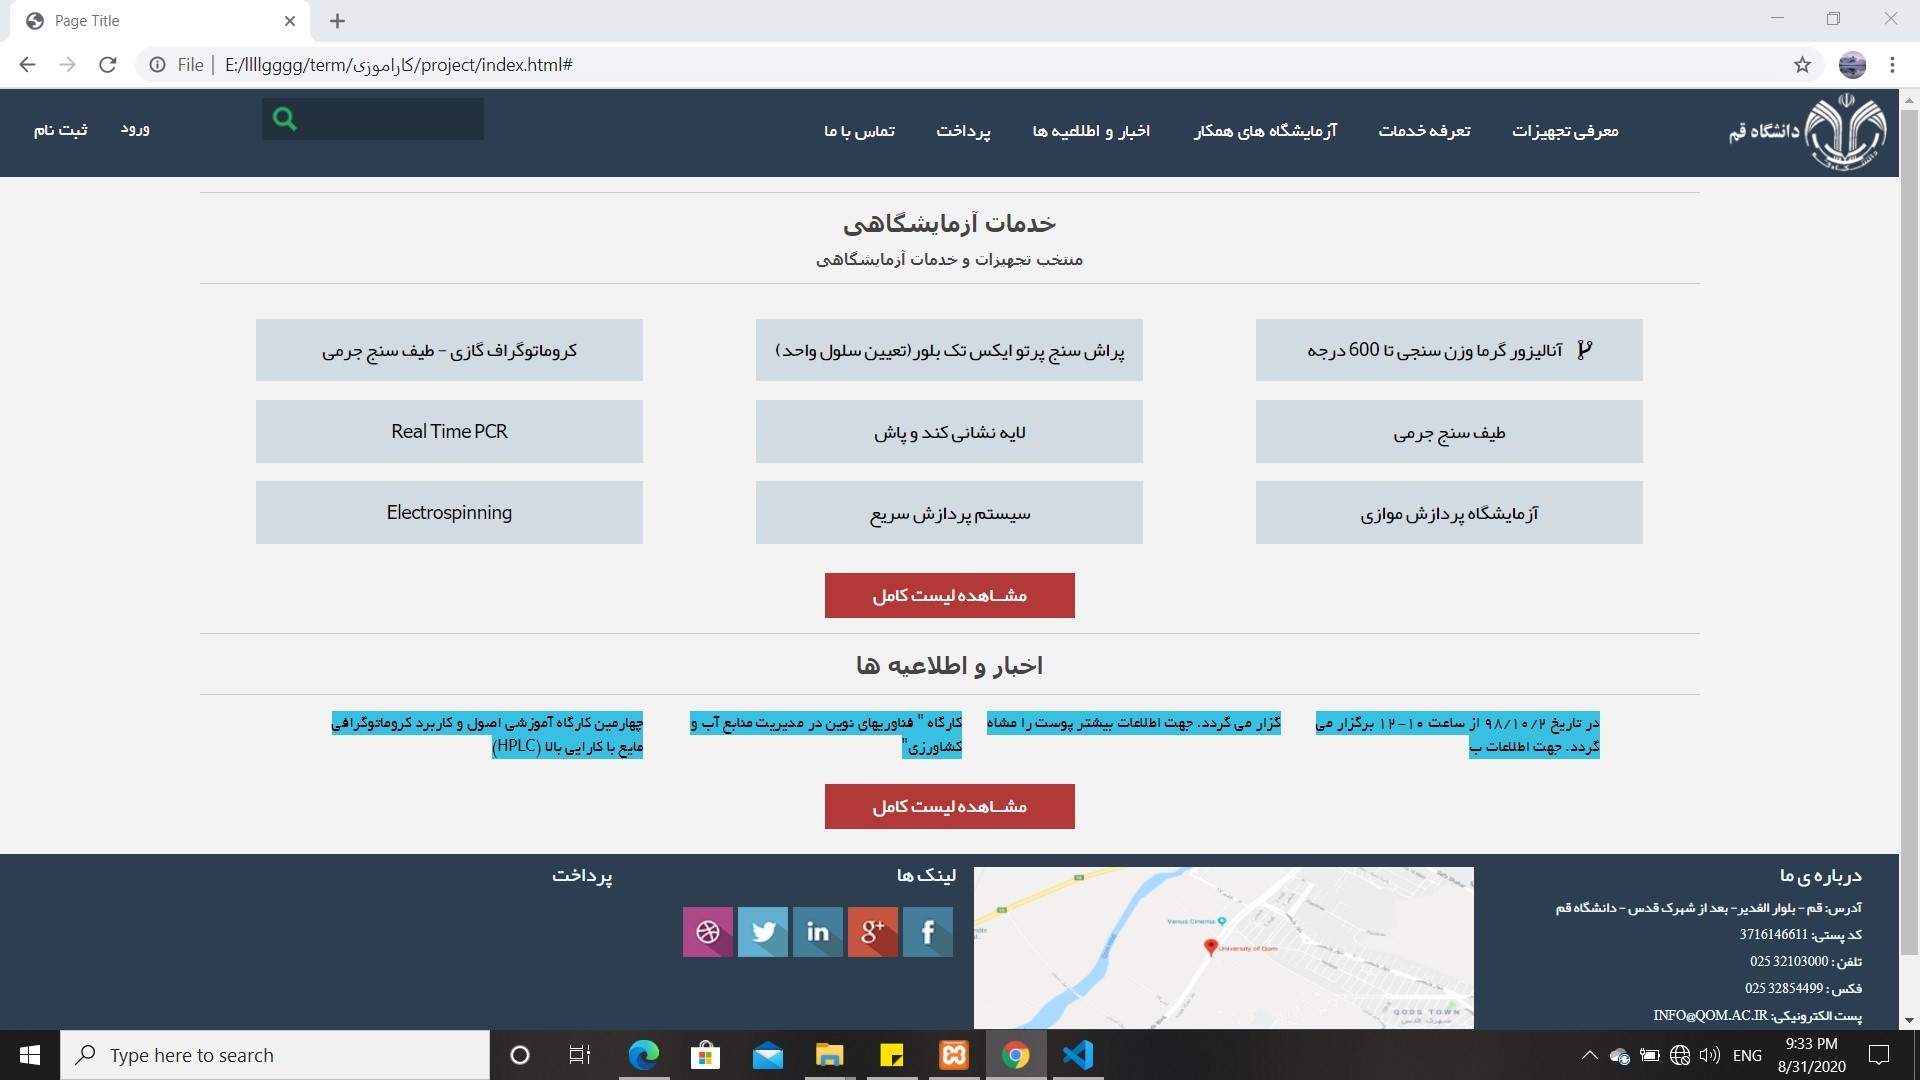 Page Title
File | E:/llllgggg/term/کاراموزی/project/index.html#
دانشگاه قم
معرفی تجهیزات
تعرفه خدمات
آزمایشگاه های همکار
اخبار و اطلاعیه ها
پرداخت
تماس با ما
ورود
ثبت نام
خدمات آزمایشگاهی
منتخب تجهیزات و خدمات آزمایشگاهی
آنالیزور گرما وزن سنجی تا 600 درجه
پراش سنج پرتو ایکس تک بلور(تعیین سلول واحد)
کروماتوگراف گازی - طیف سنج جرمی
طیف سنج جرمی
لایه نشانی کند و پاش
Real Time PCR
آزمایشگاه پردازش موازی
سیستم پردازش سریع
Electrospinning
مشــاهده لیست کامل
اخبار و اطلاعیه ها
در تاریخ ۹۸/۱۰/۲ از ساعت ۱۰-۱۲ برگزار می
گردد. جهت اطلاعات ب
گزار می گردد. جهت اطلاعات بیشتر پوست را مشاه
کارگاه " فناوریهای نوین در مدیریت منابع آب و
کشاورزی"
چهارمین کارگاه آموزشی اصول و کاربرد کروماتوگرافی
مایع با کارایی بالا (HPLC)
مشــاهده لیست کامل
درباره ی ما
آدرس: قم - بلوار الغدیر- بعد از شهرک قدس - دانشگاه قم
کد پستی: 3716146611
تلفن : 32103000 025
فکس : 32854499 025
پست الکترونیکی: INFO@QOM.AC.IR
Venus Cinema
University of Qom
QODS TOWN
شهرک قدس
لینک ها
پرداخت
Type here to search
ENG
9:33 PM
8/31/2020